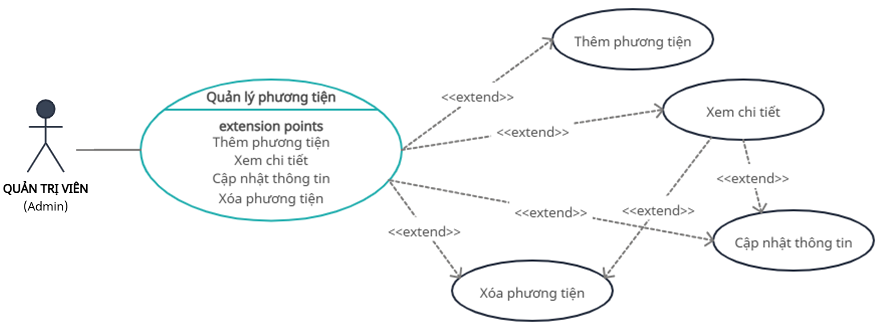 Thêm phương tiện
<<extend>>
Quản lý phương tiện
extension points
Thêm phương tiện
Xem chi tiết
Cập nhật thông tin
Xóa phương tiện
QUẢN TRỊ VIÊN
(Admin)
<<extend>>
Xem chi tiết
<<extend>>
<<extend>>
<<extend>>
<<extend>>
Cập nhật thông tin
Xóa phương tiện